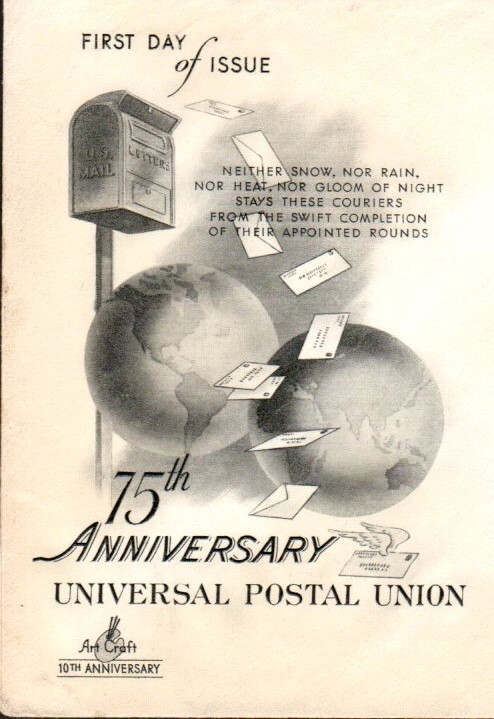 FIRST DAY
of ISSUE
U.S.
MAIL
LETTERS
NEITHER SNOW, NOR RAIN,
NOR HEAT, NOR GLOOM OF NIGHT
STAYS THESE COURIERS
FROM THE SWIFT COMPLETION
OF THEIR APPOINTED ROUNDS
75th
ANNIVERSARY
UNIVERSAL POSTAL UNION
Art Craft
10TH ANNIVERSARY